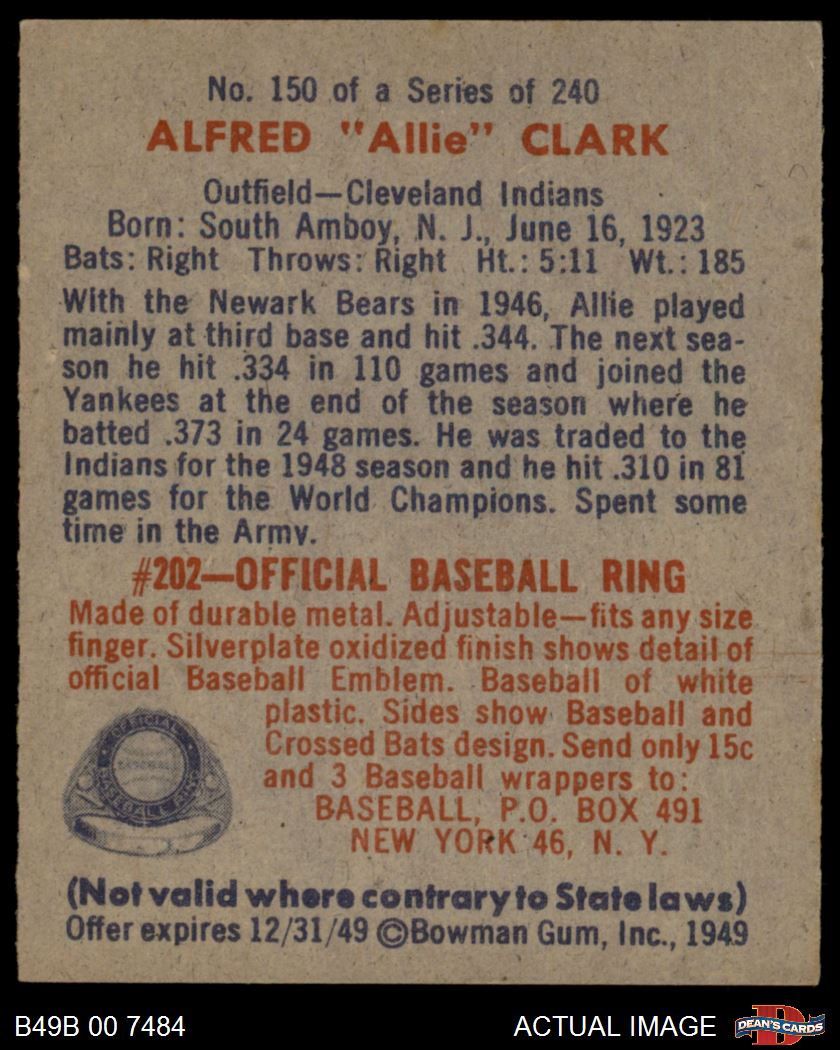 No. 150 of a Series of 240
ALFRED "Allie" CLARK
Outfield—Cleveland Indians
Born: South Amboy, N. J., June 16, 1923
Bats: Right Throws: Right Ht.: 5:11 Wt.: 185
With the Newark Bears in 1946, Allie played
mainly at third base and hit .344. The next sea-
son he hit .334 in 110 games and joined the
Yankees at the end of the season where he
batted .373 in 24 games. He was traded to the
Indians for the 1948 season and he hit .310 in 81
games for the World Champions. Spent some
time in the Army.
#202—OFFICIAL BASEBALL RING
Made of durable metal. Adjustable—fits any size
finger. Silverplate oxidized finish shows detail of
official Baseball Emblem. Baseball of white
plastic. Sides show Baseball and
Crossed Bats design. Send only 15c
and 3 Baseball wrappers to:
BASEBALL, P.O. BOX 491
NEW YORK 46, N. Y.
OFFICIAL
BASEBALL RING
(Not valid where contrary to State laws)
Offer expires 12/31/49 ©Bowman Gum, Inc., 1949
B49B 00 7484
ACTUAL IMAGE
DEAN'S CARDS